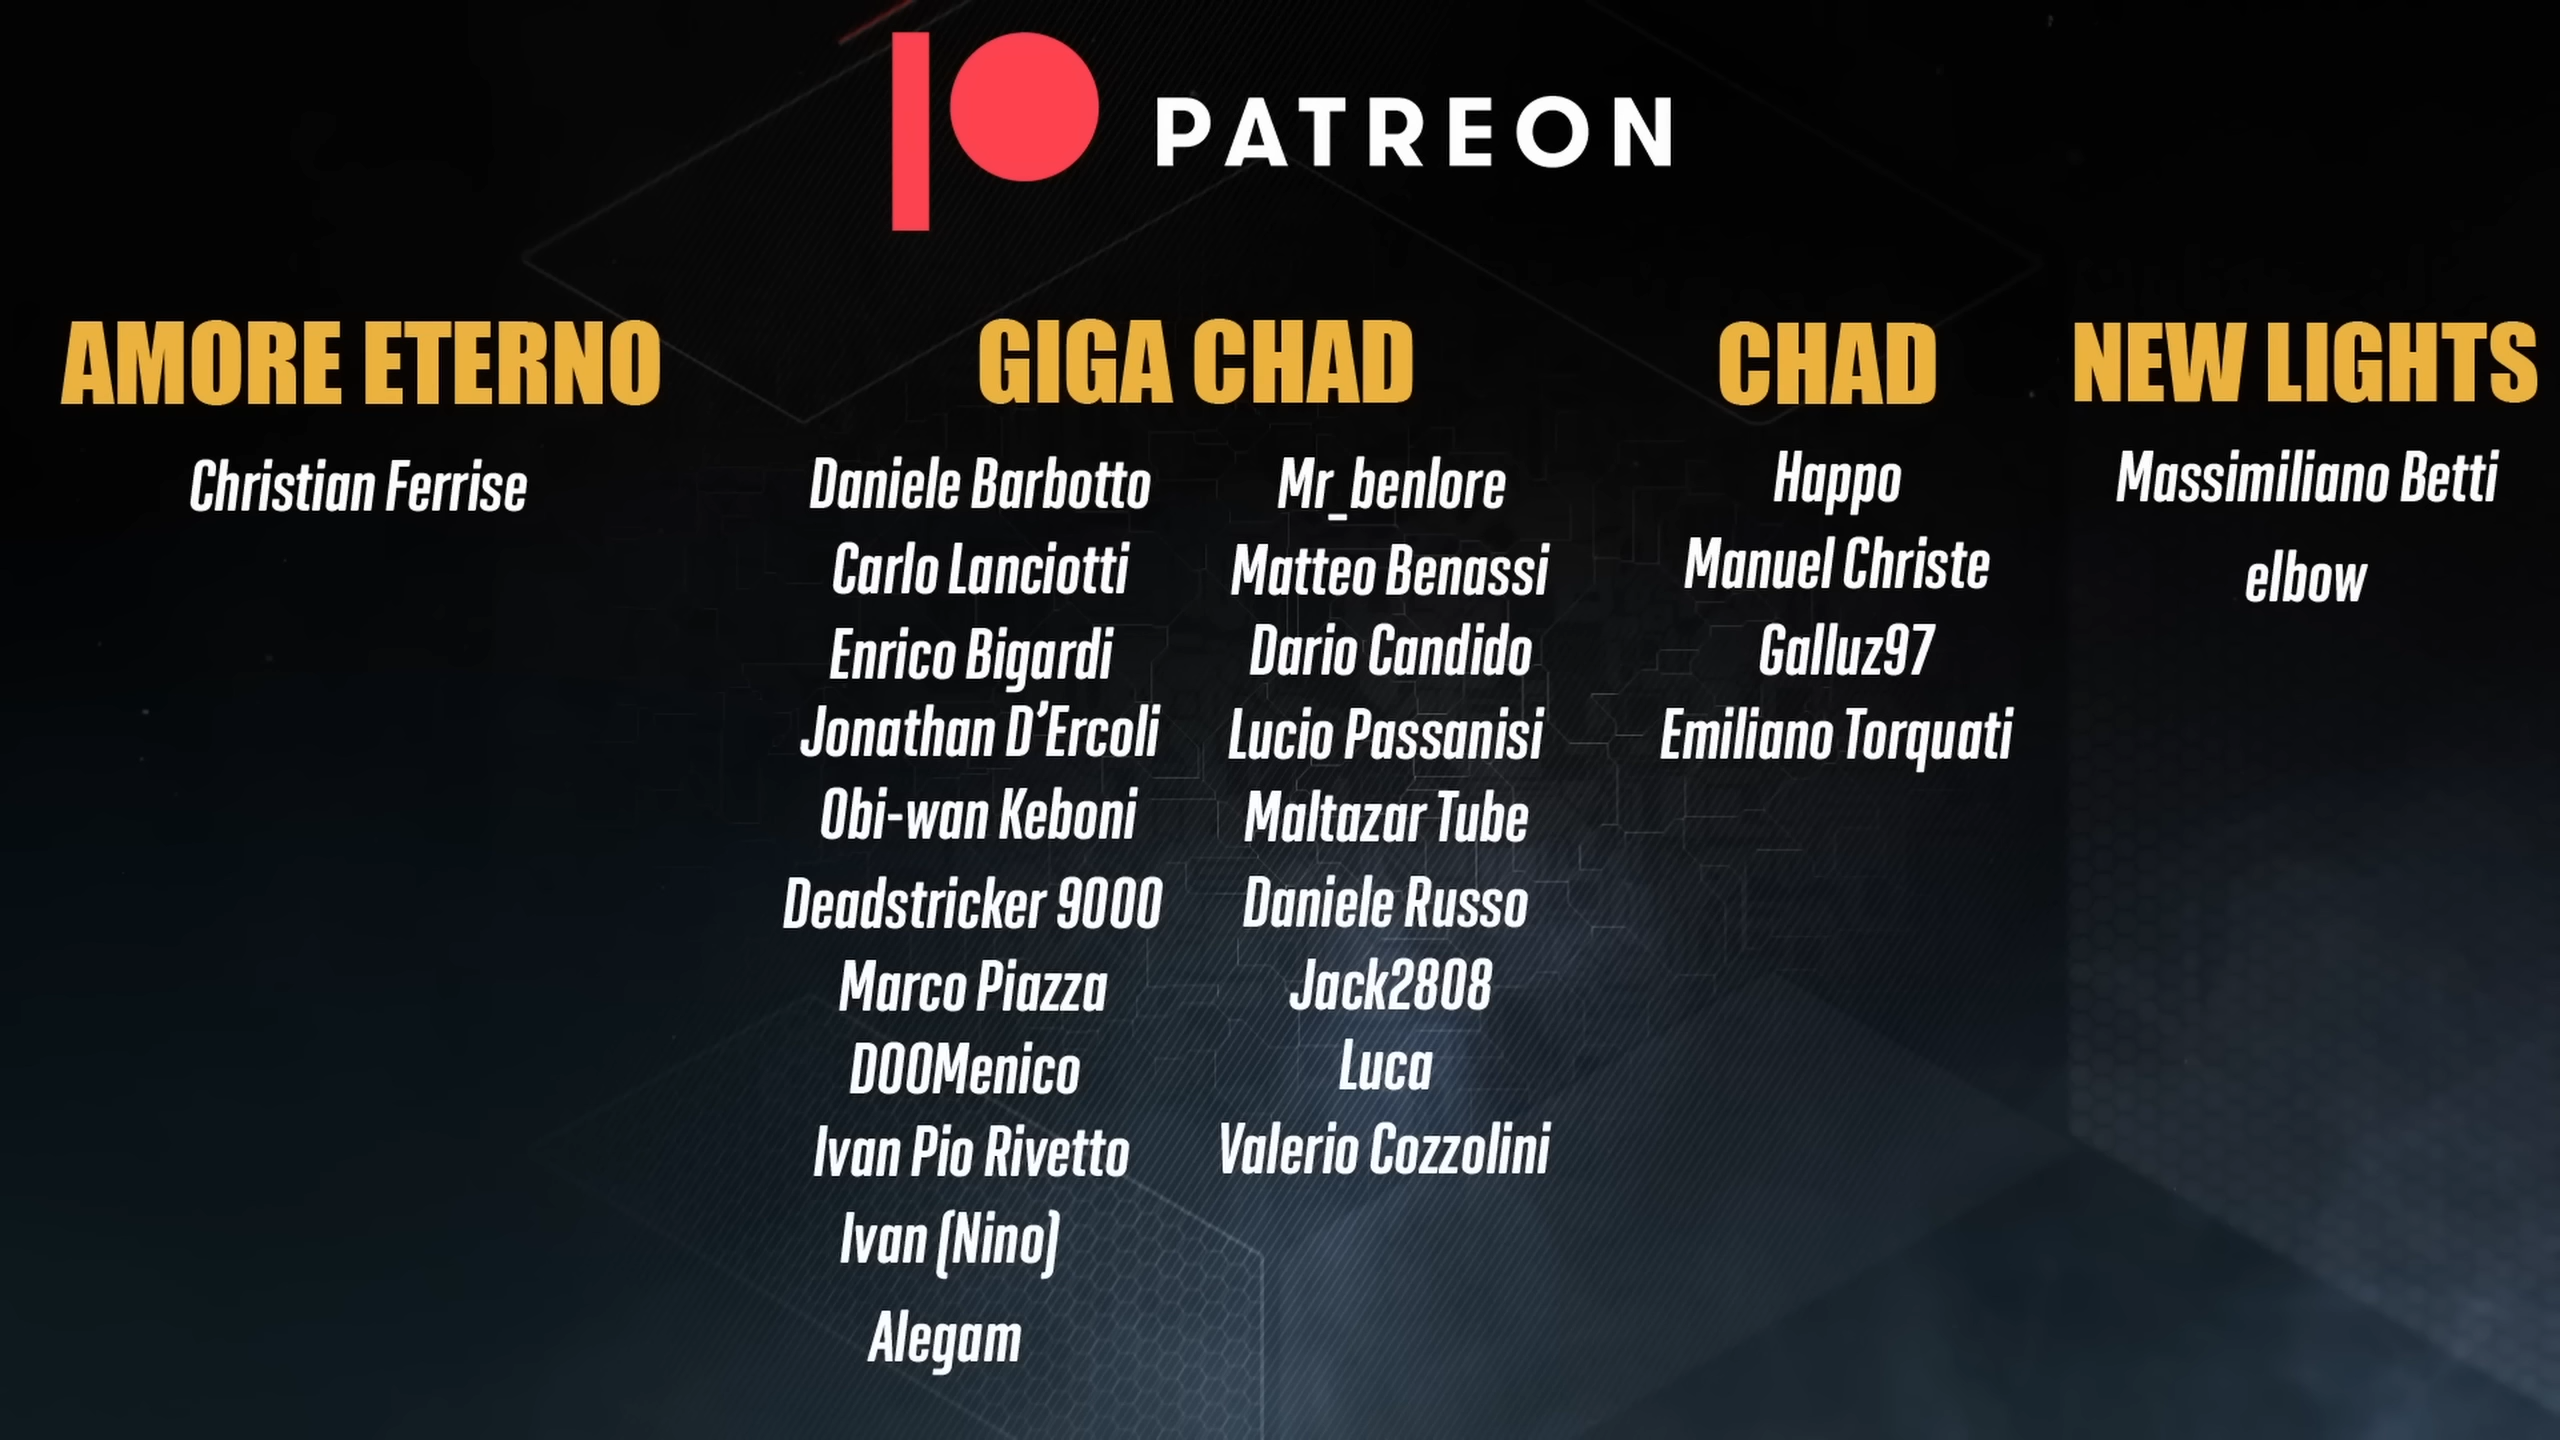 PATREON
AMORE ETERNO
Christian Ferrise
GIGA CHAD
Daniele Barbotto
Carlo Lanciotti
Enrico Bigardi
Jonathan D'Ercoli
Obi-wan Keboni
Deadstricker 9000
Marco Piazza
DOOMenico
Ivan Pio Rivetto
Ivan (Nino)
Alegam
Mr_benlore
Matteo Benassi
Dario Candido
Lucio Passanisi
Maltazar Tube
Daniele Russo
Jack2808
Luca
Valerio Cozzolini
CHAD
Happo
Manuel Christe
Galluz97
Emiliano Torquati
NEW LIGHTS
Massimiliano Betti
elbow